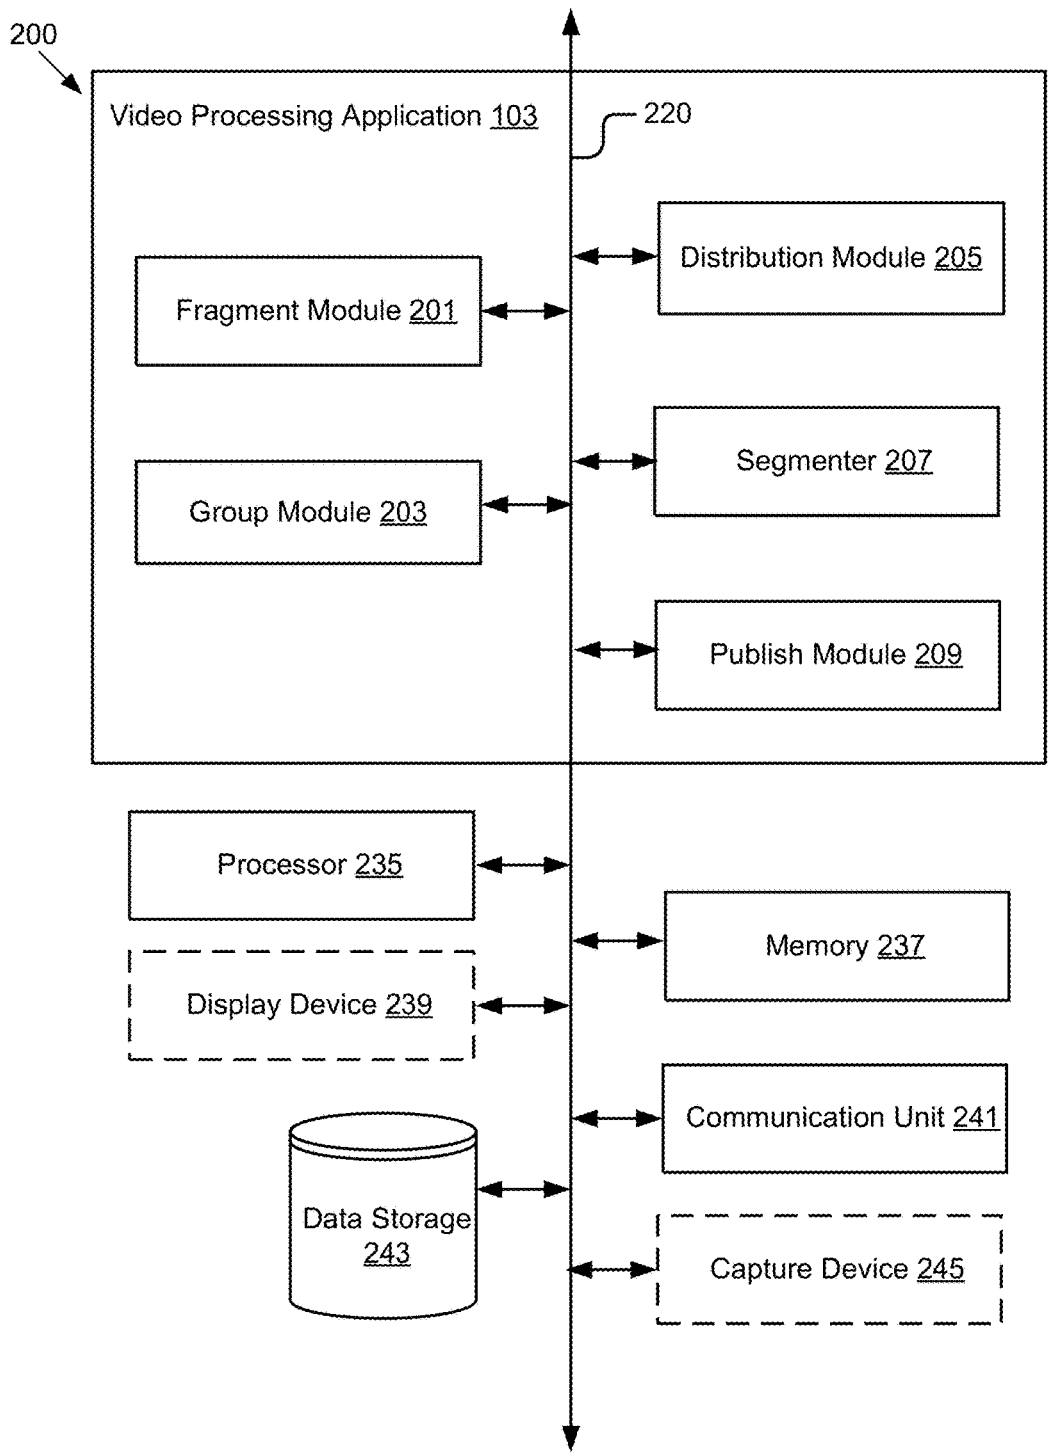 200
Video Processing Application 103
220
Distribution Module 205
Fragment Module 201
Segmenter 207
Group Module 203
Publish Module 209
Processor 235
Memory 237
Display Device 239
Communication Unit 241
Data Storage
243
Capture Device 245